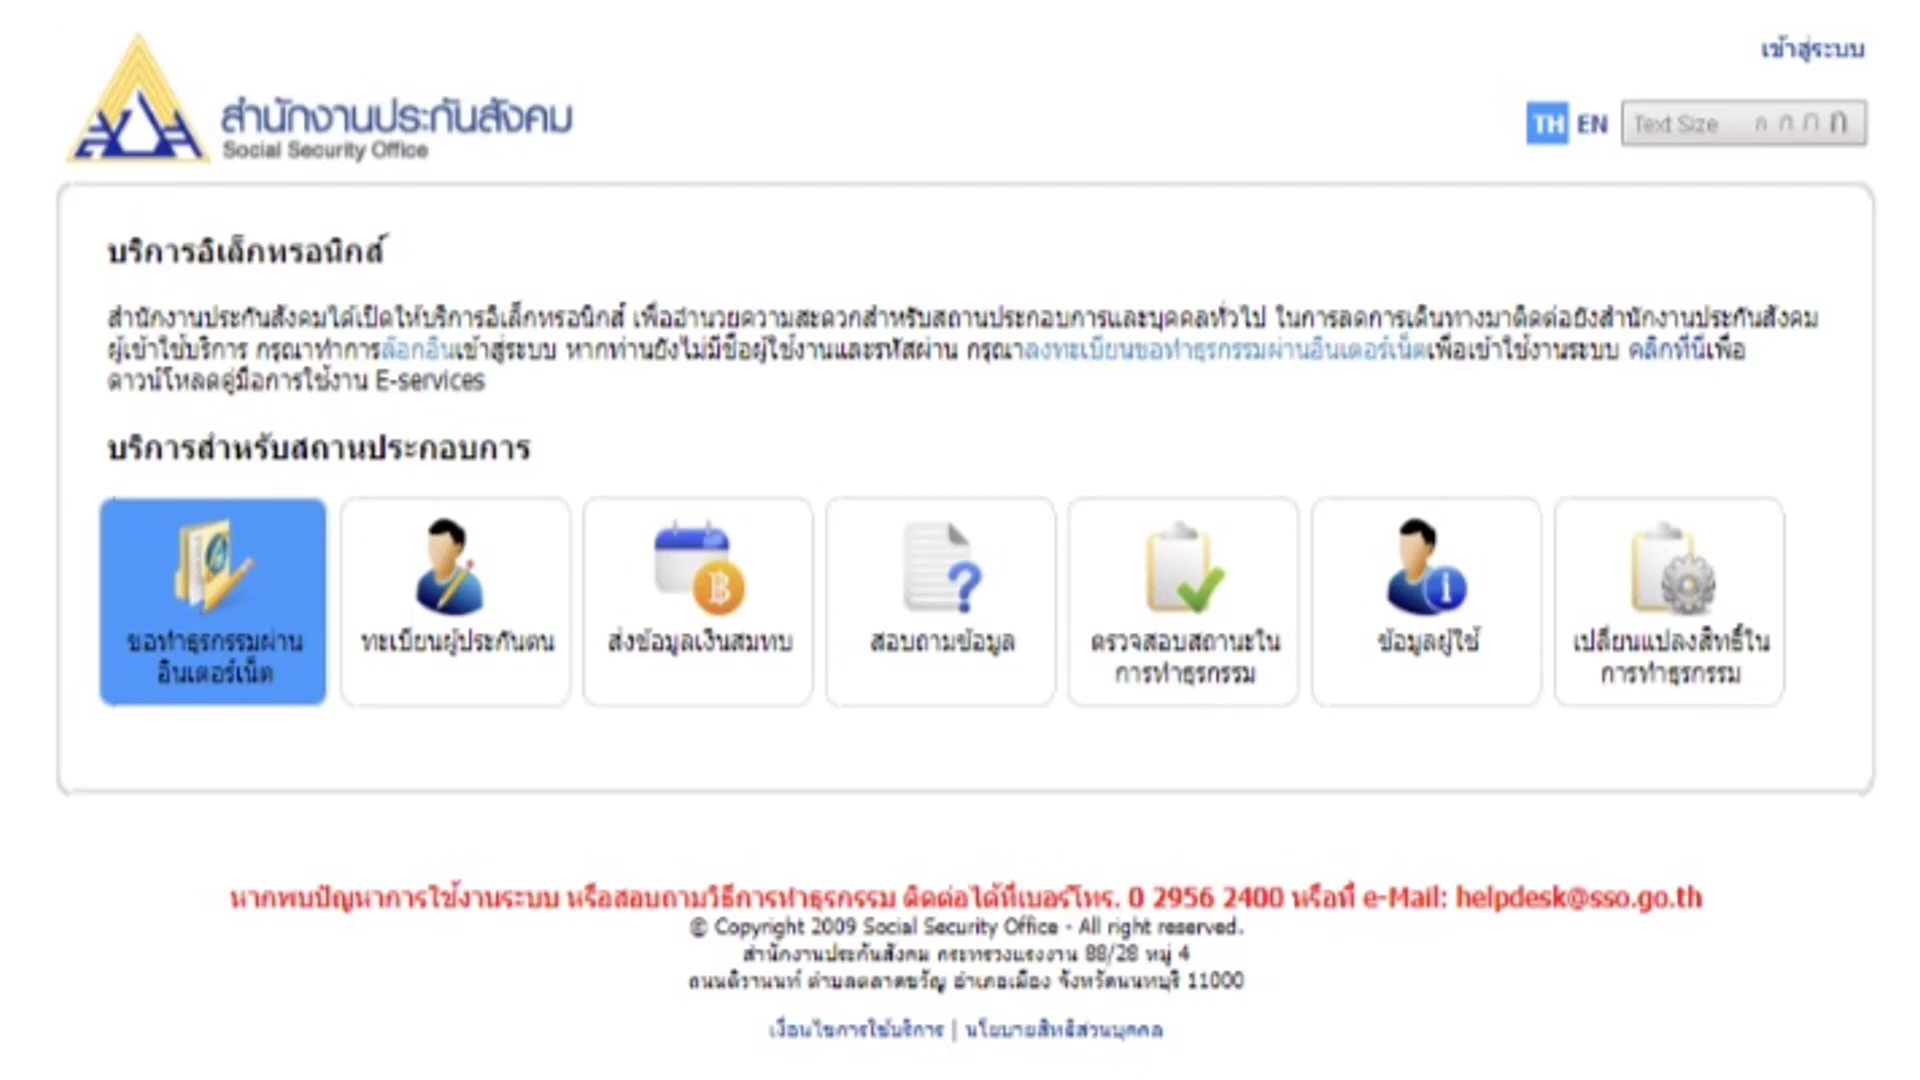 เข้าสู่ระบบ
สำนักงานประกันสังคม
Social Security Office
TH EN Text Size ก ก ก ก
บริการอิเล็กทรอนิกส์
สำนักงานประกันสังคมได้เปิดให้บริการอิเล็กทรอนิกส์ เพื่ออำนวยความสะดวกสำหรับสถานประกอบการและบุคคลทั่วไป ในการลดการเดินทางมาติดต่อยังสำนักงานประกันสังคม
ผู้เข้าใช้บริการ กรุณาทำการล็อกอินเข้าสู่ระบบ หากท่านยังไม่มีชื่อผู้ใช้งานและรหัสผ่าน กรุณาลงทะเบียนขอทำธุรกรรมผ่านอินเตอร์เน็ตเพื่อเข้าใช้งานระบบ คลิกที่นี่เพื่อ
ดาวน์โหลดคู่มือการใช้งาน E-services
บริการสำหรับสถานประกอบการ
ขอทำธุรกรรมผ่าน
อินเตอร์เน็ต
ทะเบียนผู้ประกันตน
ส่งข้อมูลเงินสมทบ
สอบถามข้อมูล
ตรวจสอบสถานะใน
การทำธุรกรรม
ข้อมูลผู้ใช้
เปลี่ยนแปลงสิทธิ์ใน
การทำธุรกรรม
หากพบปัญหาการใช้งานระบบ หรือสอบถามวิธีการทำธุรกรรม ติดต่อได้ที่เบอร์โทร. 0 2956 2400 หรือที่ e-Mail: helpdesk@sso.go.th
© Copyright 2009 Social Security Office - All right reserved.
สำนักงานประกันสังคม กระทรวงแรงงาน 88/28 หมู่ 4
ถนนติวานนท์ ตำบลตลาดขวัญ อำเภอเมือง จังหวัดนนทบุรี 11000
เงื่อนไขการใช้บริการ | นโยบายสิทธิส่วนบุคคล